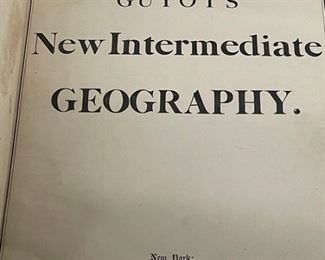 GUYOT'S
New Intermediate
GEOGRAPHY.
New York: